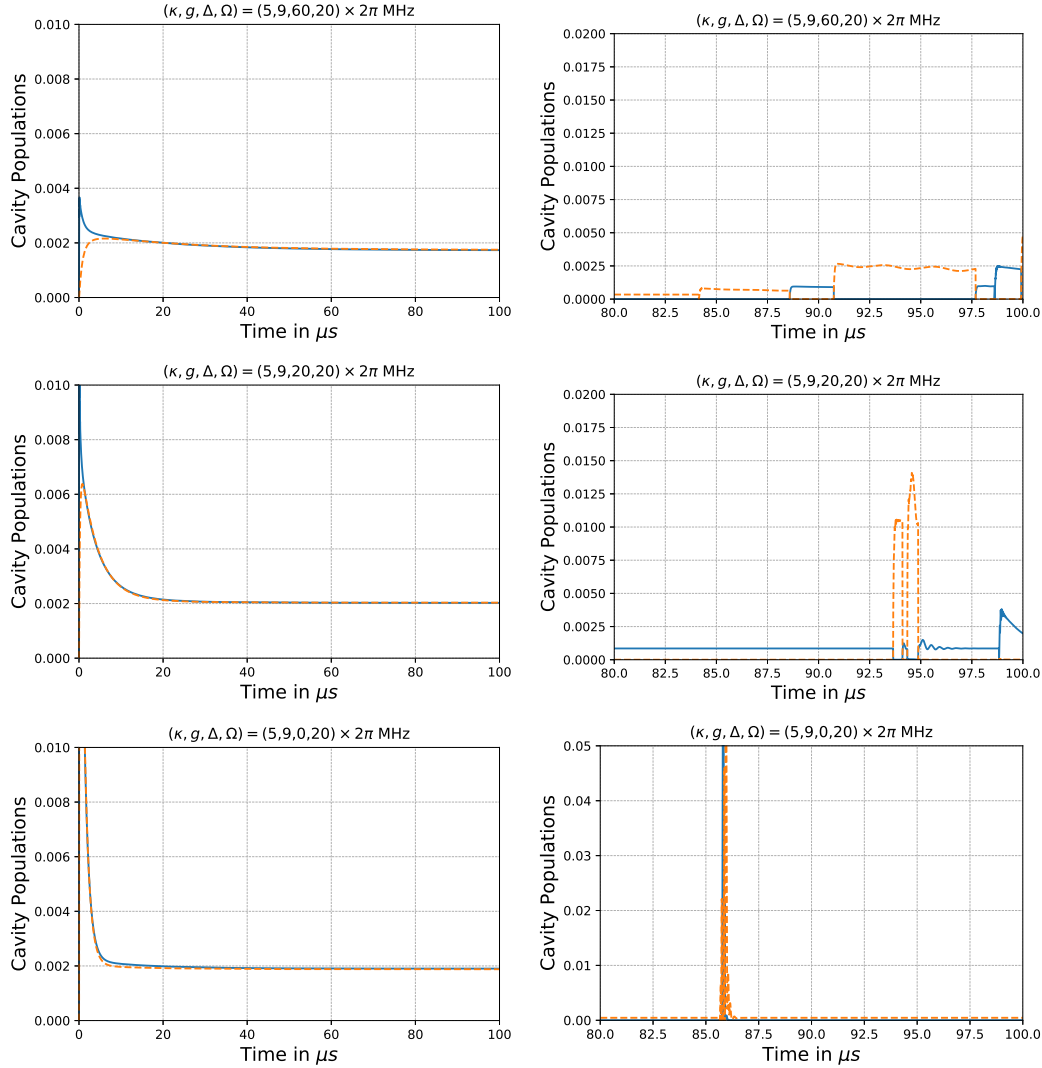 (κ, g, Δ, Ω) = (5,9,60,20) × 2π MHz
Cavity Populations
0.010
0.008
0.006
0.004
0.002
0.000
0 20 40 60 80 100
Time in μs
(κ, g, Δ, Ω) = (5,9,60,20) × 2π MHz
Cavity Populations
0.0200
0.0175
0.0150
0.0125
0.0100
0.0075
0.0050
0.0025
0.0000
80.0 82.5 85.0 87.5 90.0 92.5 95.0 97.5 100.0
Time in μs
(κ, g, Δ, Ω) = (5,9,20,20) × 2π MHz
Cavity Populations
0.010
0.008
0.006
0.004
0.002
0.000
0 20 40 60 80 100
Time in μs
(κ, g, Δ, Ω) = (5,9,20,20) × 2π MHz
Cavity Populations
0.0200
0.0175
0.0150
0.0125
0.0100
0.0075
0.0050
0.0025
0.0000
80.0 82.5 85.0 87.5 90.0 92.5 95.0 97.5 100.0
Time in μs
(κ, g, Δ, Ω) = (5,9,0,20) × 2π MHz
Cavity Populations
0.010
0.008
0.006
0.004
0.002
0.000
0 20 40 60 80 100
Time in μs
(κ, g, Δ, Ω) = (5,9,0,20) × 2π MHz
Cavity Populations
0.05
0.04
0.03
0.02
0.01
0.00
80.0 82.5 85.0 87.5 90.0 92.5 95.0 97.5 100.0
Time in μs